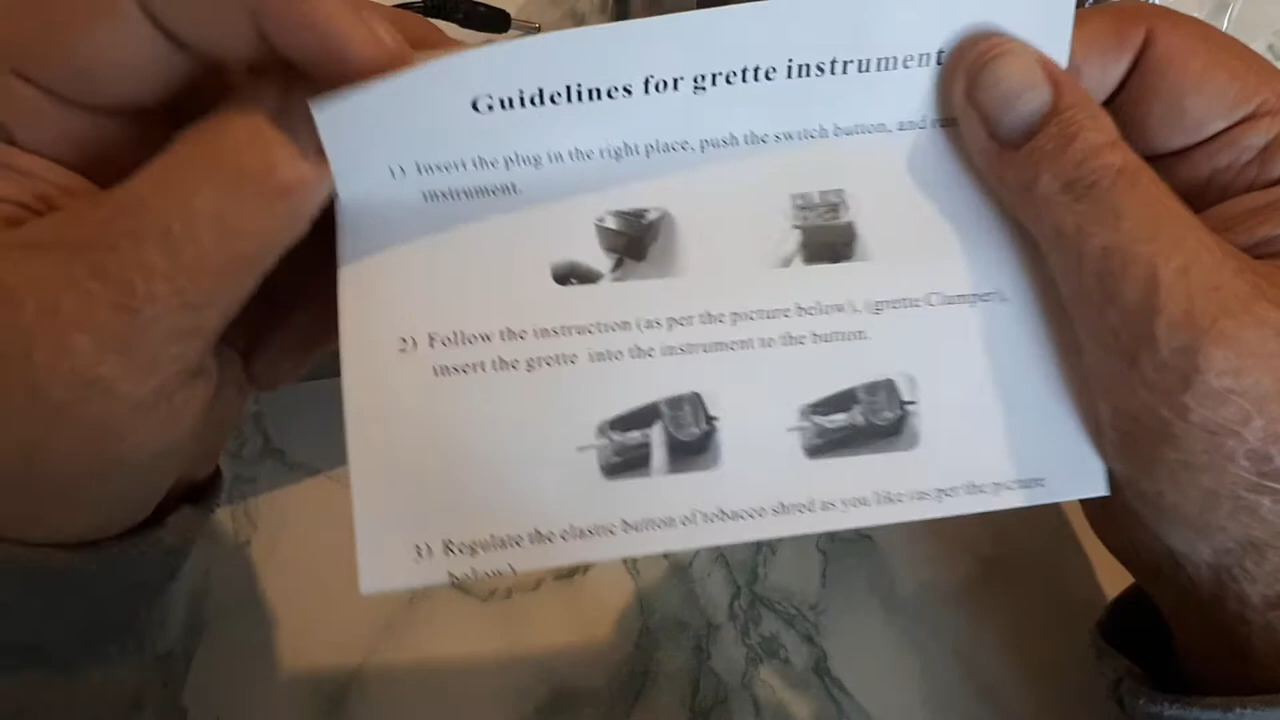 Guidelines for grette instrument
1) Insert the plug in the right place, push the switch button, and
instrument.
2) Follow the instruction (as per the picture below), (grette Clamper),
insert the grette into the instrument to the button.
3) Regulate the elastic button of tobacco shred as you like (as per the picture
below)